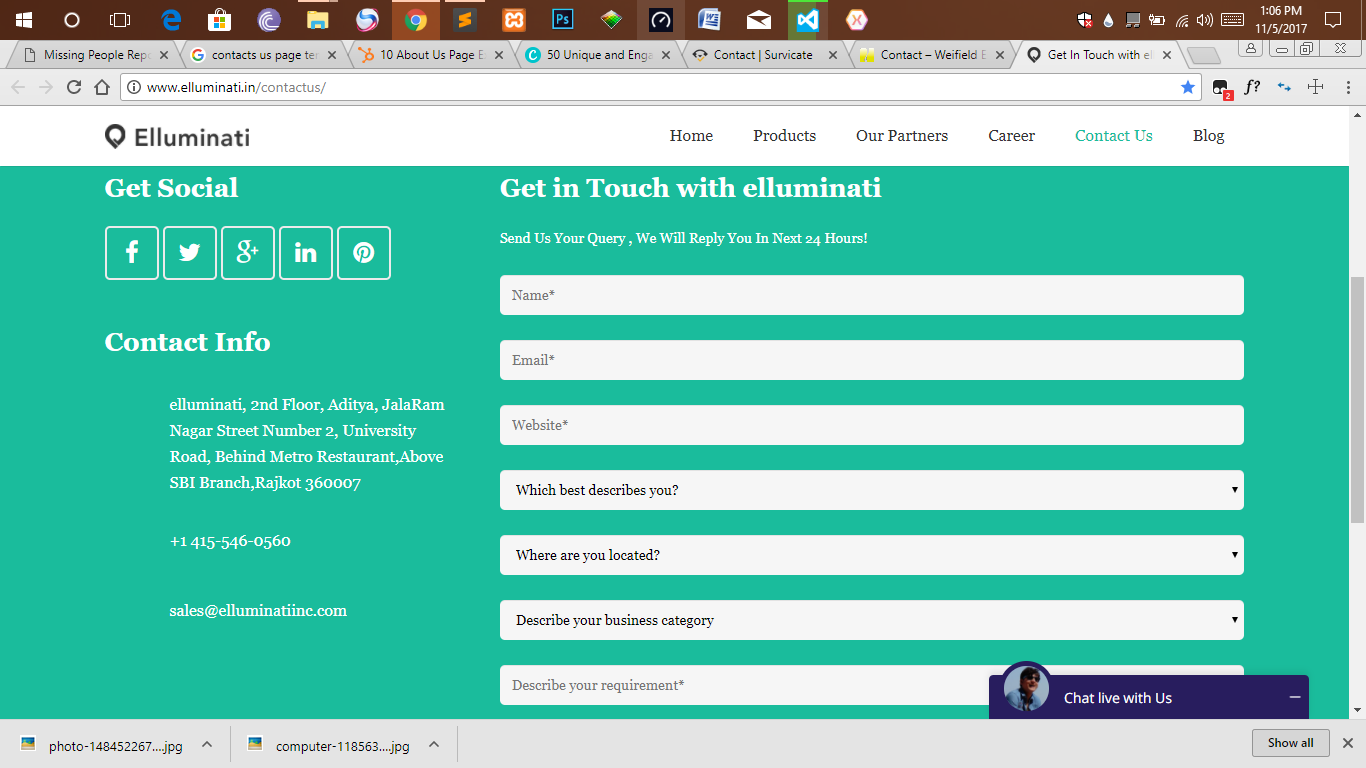 1:06 PM
11/5/2017
Missing People Repo
contacts us page ter
10 About Us Page E
50 Unique and Enga
Contact | Survicate
Contact – Weifield E
Get In Touch with el
www.elluminati.in/contactus/
2
f?
Elluminati
Home
Products
Our Partners
Career
Contact Us
Blog
Get Social
Contact Info
elluminati, 2nd Floor, Aditya, JalaRam
Nagar Street Number 2, University
Road, Behind Metro Restaurant,Above
SBI Branch,Rajkot 360007
+1 415-546-0560
sales@elluminatiinc.com
Get in Touch with elluminati
Send Us Your Query , We Will Reply You In Next 24 Hours!
Name*
Email*
Website*
Which best describes you?
Where are you located?
Describe your business category
Describe your requirement*
Chat live with Us
photo-148452267....jpg
computer-118563....jpg
Show all